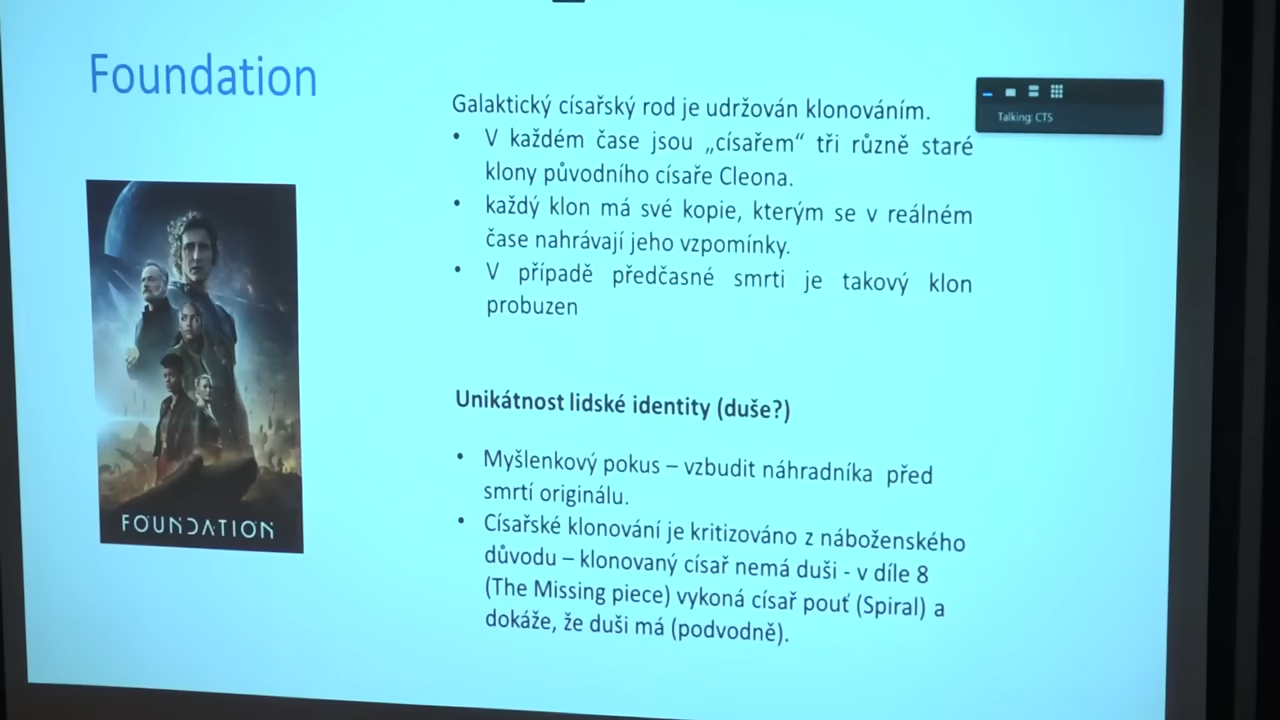 Foundation
Galaktický císařský rod je udržován klonováním.
• V každém čase jsou „císařem“ tři různě staré
klony původního císaře Cleona.
• každý klon má své kopie, kterým se v reálném
čase nahrávají jeho vzpomínky.
• V případě předčasné smrti je takový klon
probuzen
Unikátnost lidské identity (duše?)
• Myšlenkový pokus – vzbudit náhradníka před
smrtí originálu.
• Císařské klonování je kritizováno z náboženského
důvodu – klonovaný císař nemá duši - v díle 8
(The Missing piece) vykoná císař pouť (Spiral) a
dokáže, že duši má (podvodně).
FOUNDATION
Talking: CTS